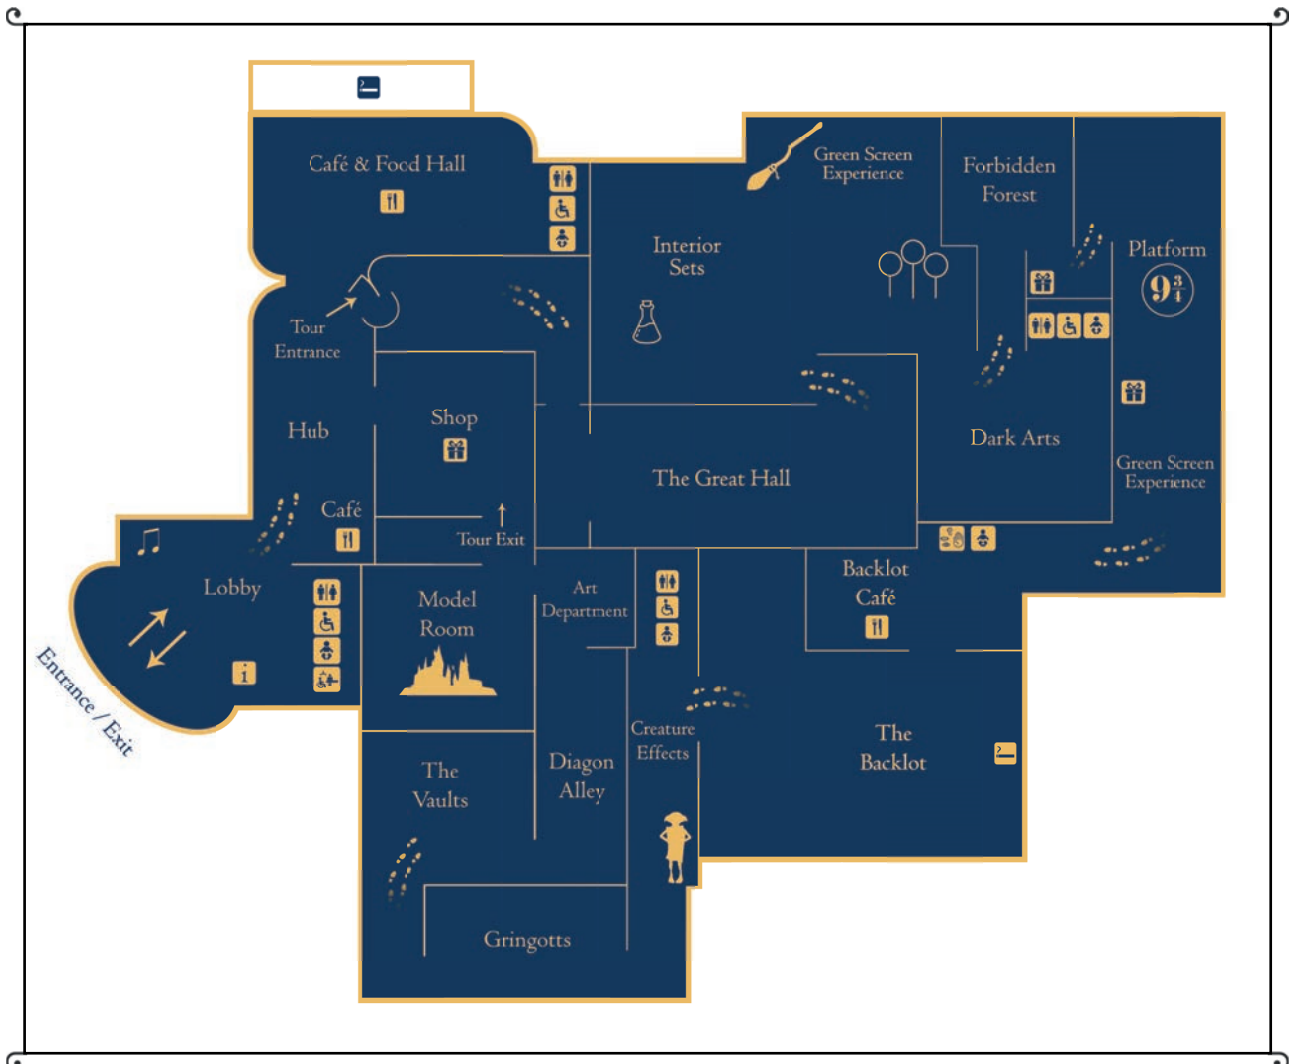 Café & Food Hall
Green Screen
Experience
Forbidden
Forest
Interior
Sets
Platform
9 3/4
Tour
Entrance
Hub
Shop
Café
Tour Exit
The Great Hall
Dark Arts
Green Screen
Experience
Lobby
i
Entrance / Exit
Model
Room
Art
Department
Backlot
Café
The
Vaults
Diagon
Alley
Creature
Effects
The
Backlot
Gringotts